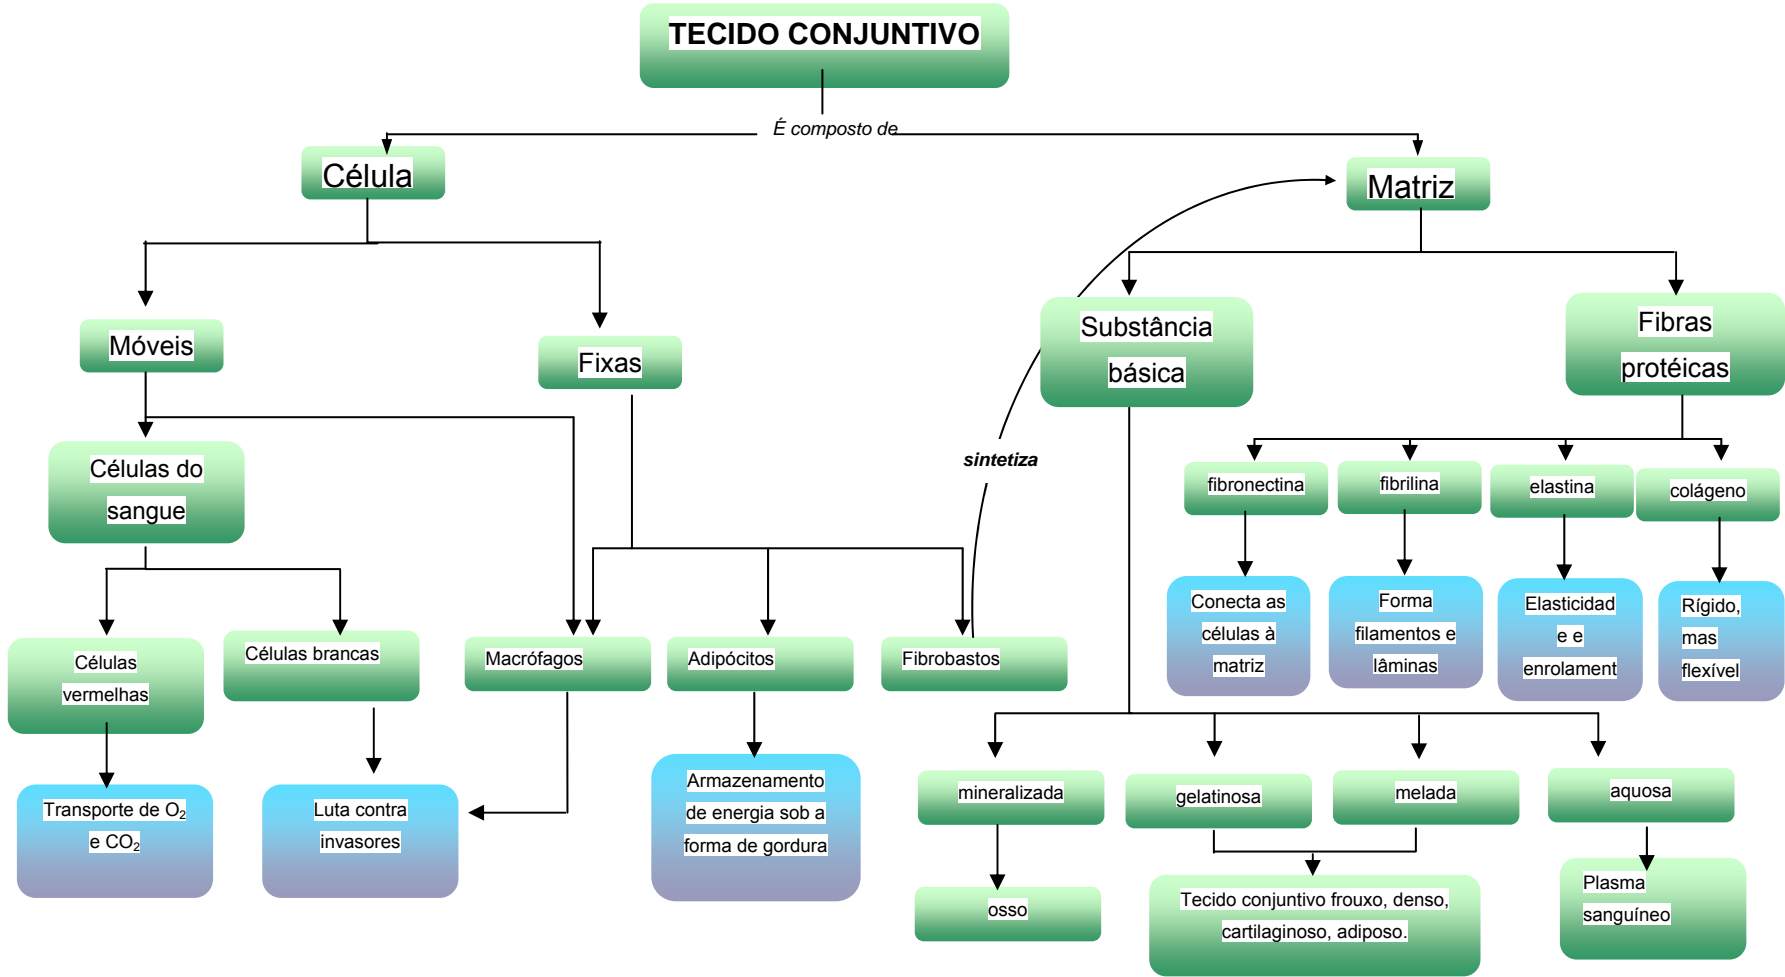 TECIDO CONJUNTIVO
É composto de
Célula
Matriz
Móveis
Fixas
Substância
básica
Fibras
protéicas
Células do
sangue
sintetiza
fibronectina
fibrilina
elastina
colágeno
Conecta as
células à
matriz
Forma
filamentos e
lâminas
Elasticidad
e e
enrolament
Rígido,
mas
flexível
Células
vermelhas
Células brancas
Macrófagos
Adipócitos
Fibrobastos
Transporte de O₂
e CO₂
Luta contra
invasores
Armazenamento
de energia sob a
forma de gordura
mineralizada
gelatinosa
melada
aquosa
osso
Tecido conjuntivo frouxo, denso,
cartilaginoso, adiposo.
Plasma
sanguíneo